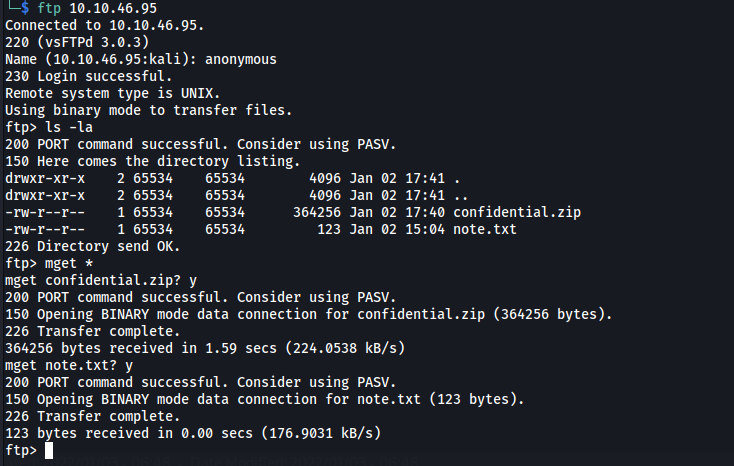 └─$ ftp 10.10.46.95
Connected to 10.10.46.95.
220 (vsFTPd 3.0.3)
Name (10.10.46.95:kali): anonymous
230 Login successful.
Remote system type is UNIX.
Using binary mode to transfer files.
ftp> ls -la
200 PORT command successful. Consider using PASV.
150 Here comes the directory listing.
drwxr-xr-x    2 65534    65534        4096 Jan 02 17:41 .
drwxr-xr-x    2 65534    65534        4096 Jan 02 17:41 ..
-rw-r--r--    1 65534    65534      364256 Jan 02 17:40 confidential.zip
-rw-r--r--    1 65534    65534         123 Jan 02 15:04 note.txt
226 Directory send OK.
ftp> mget *
mget confidential.zip? y
200 PORT command successful. Consider using PASV.
150 Opening BINARY mode data connection for confidential.zip (364256 bytes).
226 Transfer complete.
364256 bytes received in 1.59 secs (224.0538 kB/s)
mget note.txt? y
200 PORT command successful. Consider using PASV.
150 Opening BINARY mode data connection for note.txt (123 bytes).
226 Transfer complete.
123 bytes received in 0.00 secs (176.9031 kB/s)
ftp>